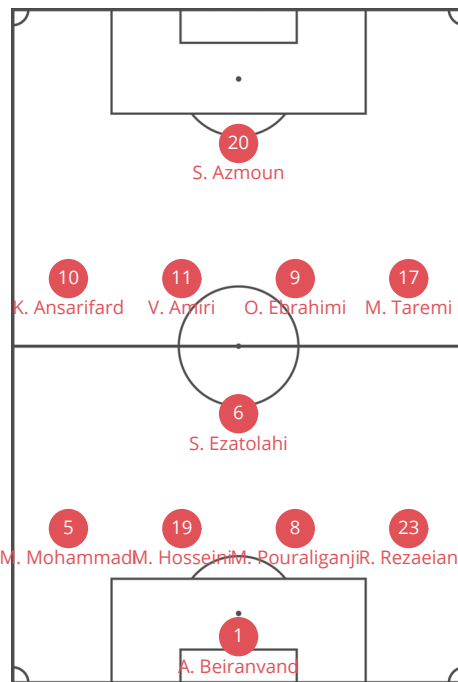 20
S. Azmoun
10 11 9 17
K. Ansarifard V. Amiri O. Ebrahimi M. Taremi
6
S. Ezatolahi
5 19 8 23
M. Mohammadi M. Hosseini M. Pouraliganji R. Rezaeian
1
A. Beiranvand